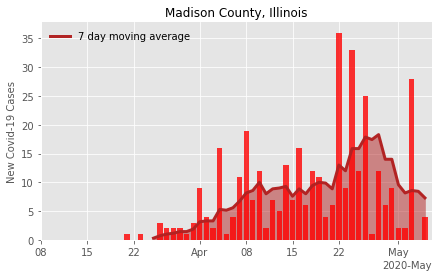 Madison County, Illinois
7 day moving average
New Covid-19 Cases
35
30
25
20
15
10
5
0
08 15 22 Apr 08 15 22 May
2020-May